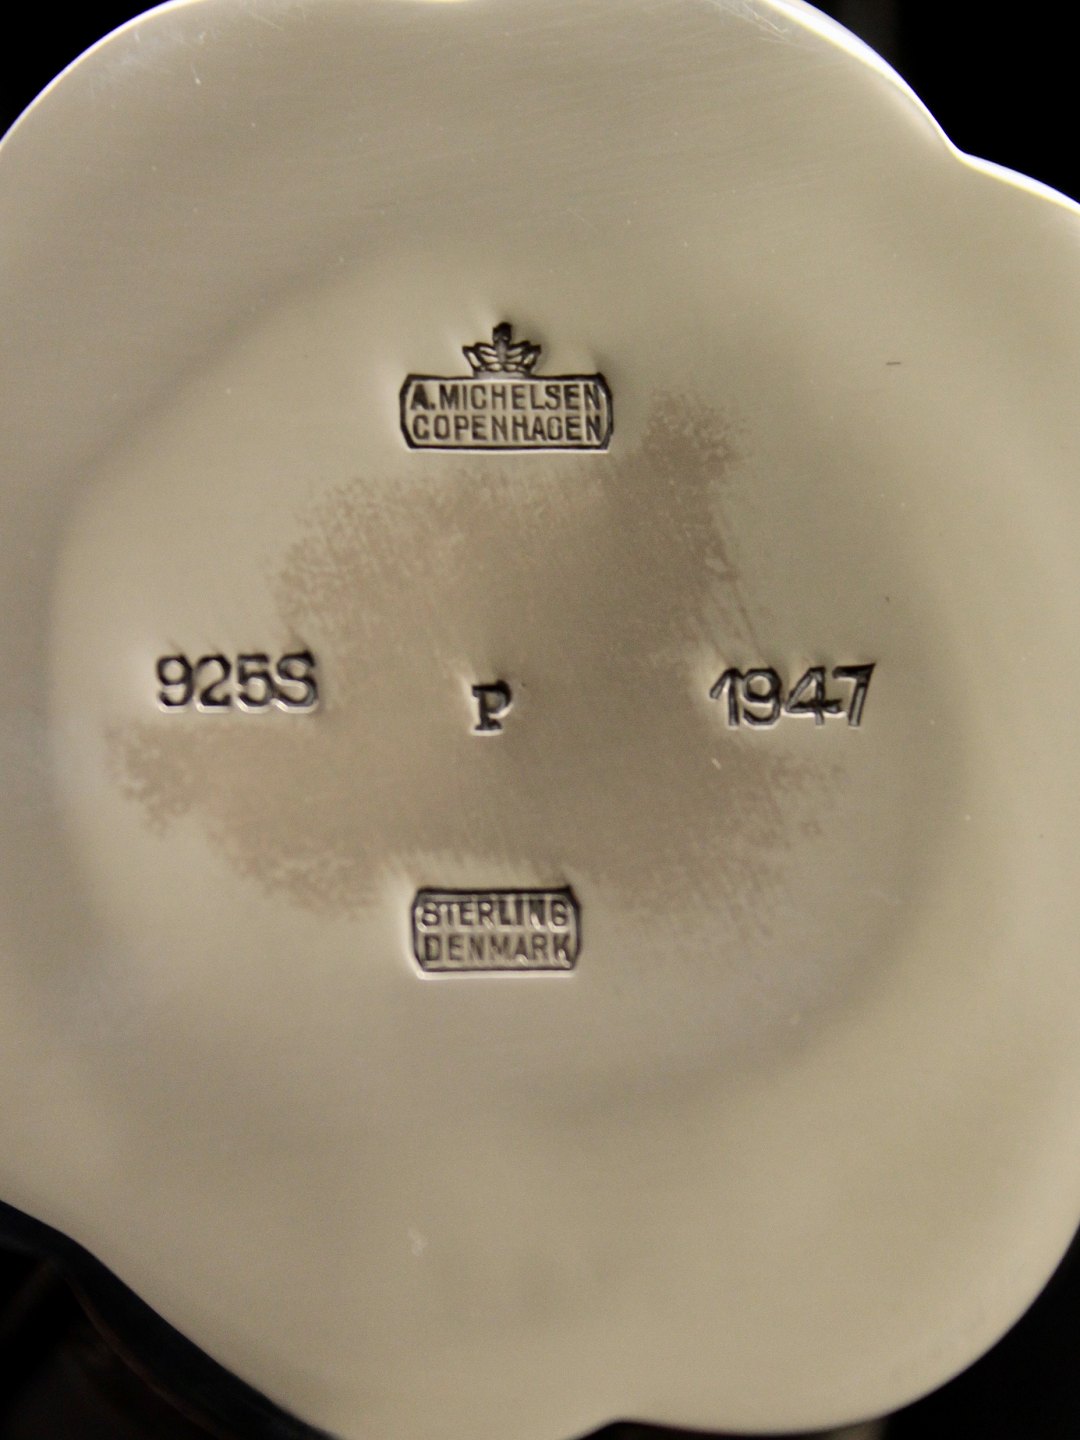 A.MICHELSEN
COPENHAGEN
925S
P
1947
STERLING
DENMARK